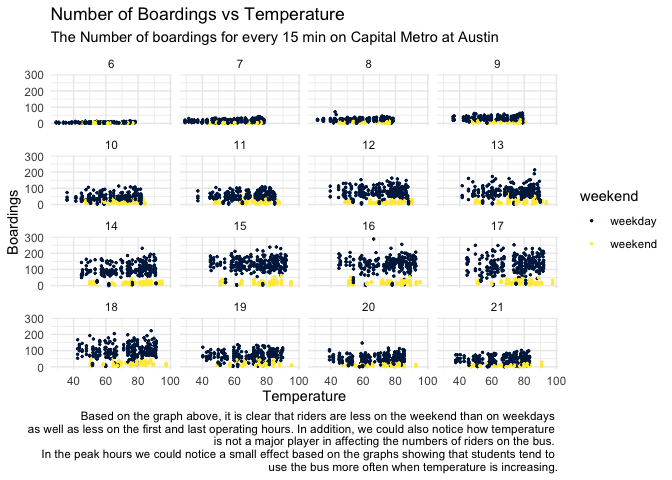 Number of Boardings vs Temperature
The Number of boardings for every 15 min on Capital Metro at Austin
6 7 8 9
300
200
100
0
10 11 12 13
300
200
100
0
14 15 16 17
300
200
100
0
18 19 20 21
300
200
100
0
40 60 80 100 40 60 80 100 40 60 80 100 40 60 80 100
Boardings
Temperature
weekend
weekday
weekend
Based on the graph above, it is clear that riders are less on the weekend than on weekdays
as well as less on the first and last operating hours. In addition, we could also notice how temperature
is not a major player in affecting the numbers of riders on the bus.
In the peak hours we could notice a small effect based on the graphs showing that students tend to
use the bus more often when temperature is increasing.